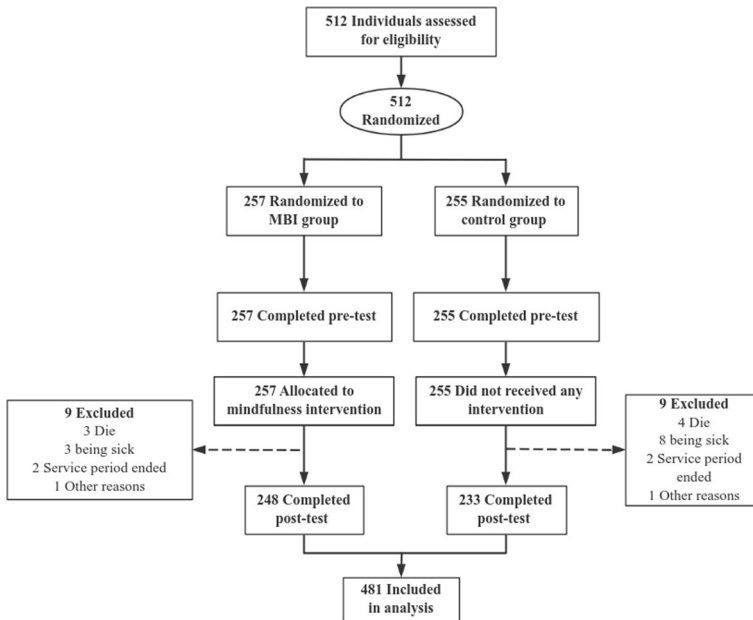 512 Individuals assessed
for eligibility
512
Randomized
257 Randomized to
MBI group
255 Randomized to
control group
257 Completed pre-test
255 Completed pre-test
257 Allocated to
mindfulness intervention
255 Did not received any
intervention
9 Excluded
3 Die
3 being sick
2 Service period ended
1 Other reasons
9 Excluded
4 Die
8 being sick
2 Service period
ended
1 Other reasons
248 Completed
post-test
233 Completed
post-test
481 Included
in analysis